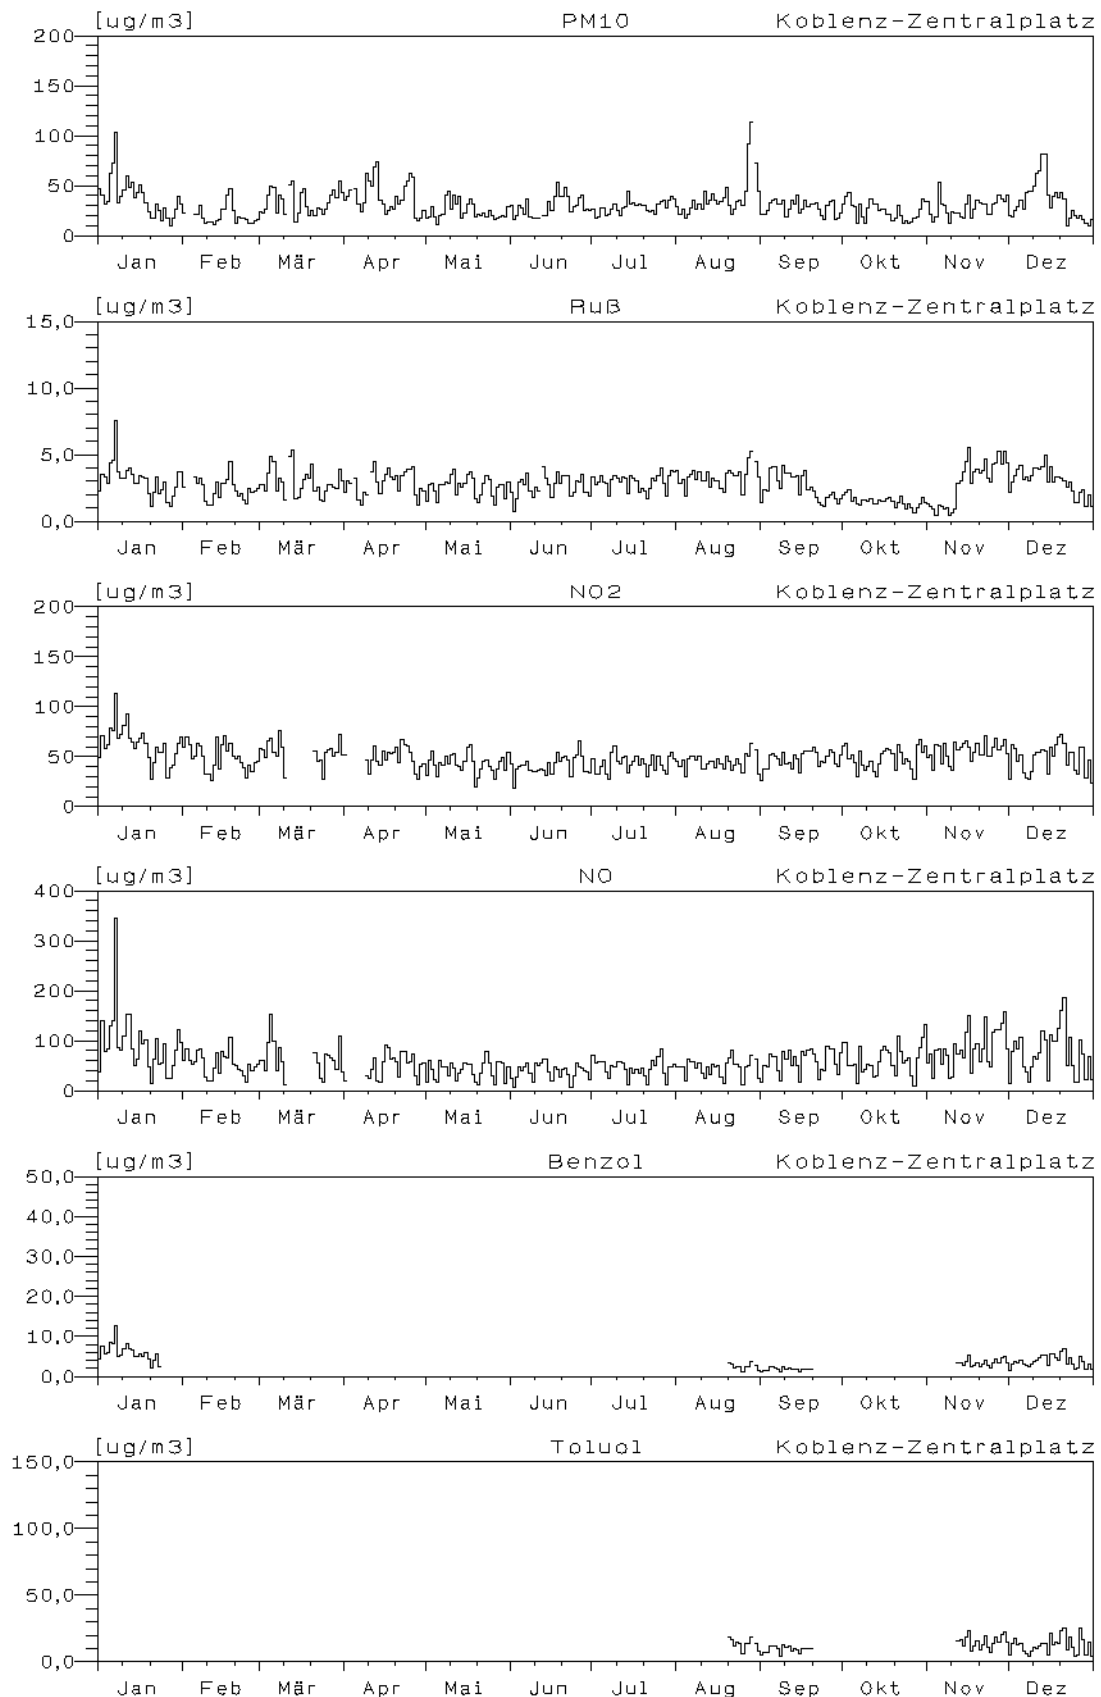 [ug/m3] PM10 Koblenz-Zentralplatz
200
150
100
50
0
Jan Feb Mär Apr Mai Jun Jul Aug Sep Okt Nov Dez
[ug/m3] Ruß Koblenz-Zentralplatz
15,0
10,0
5,0
0,0
Jan Feb Mär Apr Mai Jun Jul Aug Sep Okt Nov Dez
[ug/m3] NO2 Koblenz-Zentralplatz
200
150
100
50
0
Jan Feb Mär Apr Mai Jun Jul Aug Sep Okt Nov Dez
[ug/m3] NO Koblenz-Zentralplatz
400
300
200
100
0
Jan Feb Mär Apr Mai Jun Jul Aug Sep Okt Nov Dez
[ug/m3] Benzol Koblenz-Zentralplatz
50,0
40,0
30,0
20,0
10,0
0,0
Jan Feb Mär Apr Mai Jun Jul Aug Sep Okt Nov Dez
[ug/m3] Toluol Koblenz-Zentralplatz
150,0
100,0
50,0
0,0
Jan Feb Mär Apr Mai Jun Jul Aug Sep Okt Nov Dez